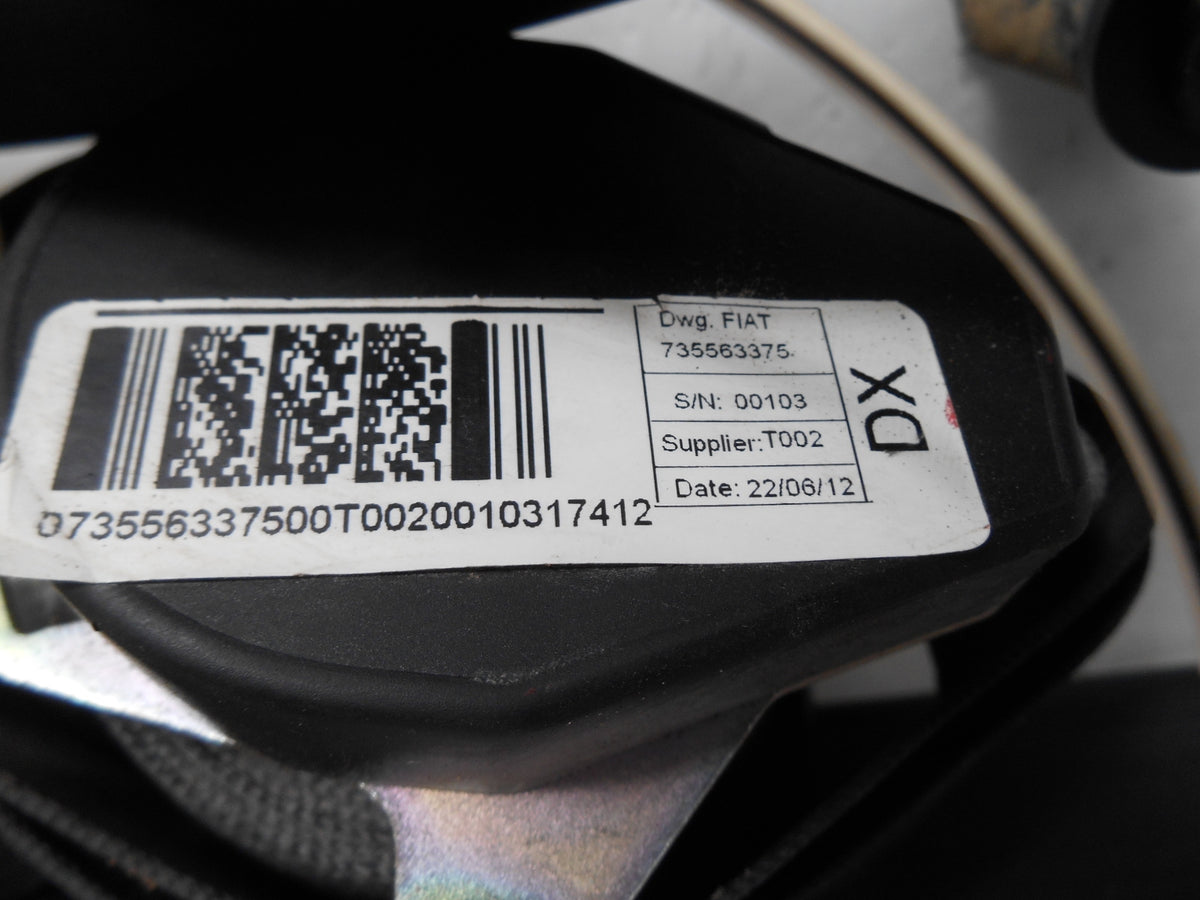 Dwg. FIAT
735563375
S/N: 00103
Supplier:T002
Date: 22/06/12
DX
073556337500T0020010317412